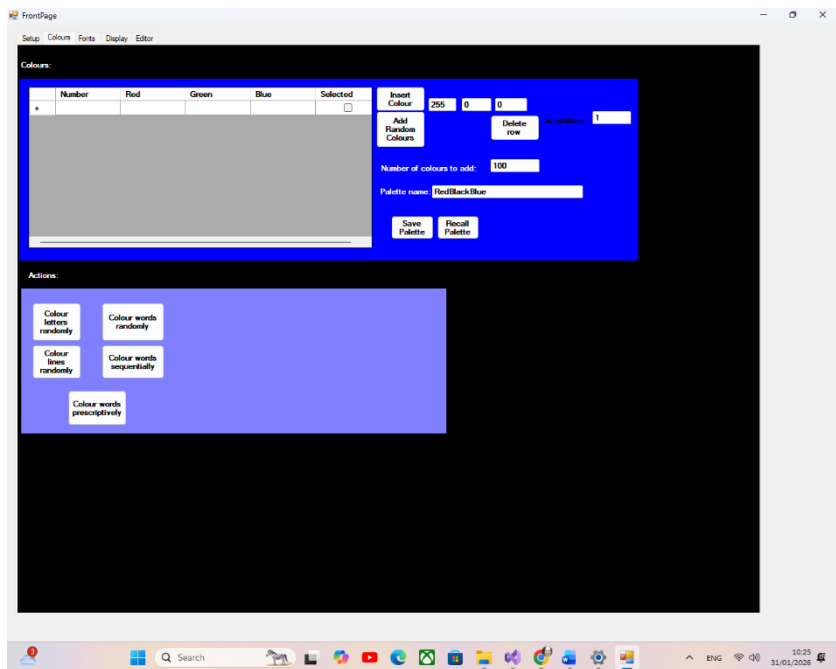 FrontPage
Setup Colours Fonts Display Editor
Colours:
Number Red Green Blue Selected
*
Insert
Colour
255 0 0
Add
Random
Colours
Delete
row
at position: 1
Number of colours to add: 100
Palette name: RedBlackBlue
Save
Palette
Recall
Palette
Actions:
Colour
letters
randomly
Colour words
randomly
Colour
lines
randomly
Colour words
sequentially
Colour words
prescriptively
3
Search
ENG
10:25
31/01/2026